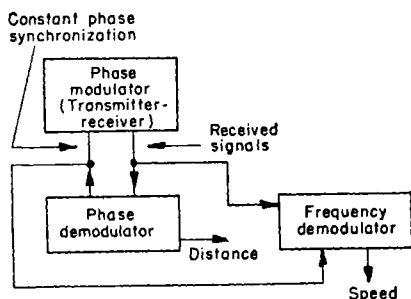 Constant phase
synchronization
Phase
modulator
(Transmitter-
receiver)
Received
signals
Phase
demodulator
Distance
Frequency
demodulator
Speed